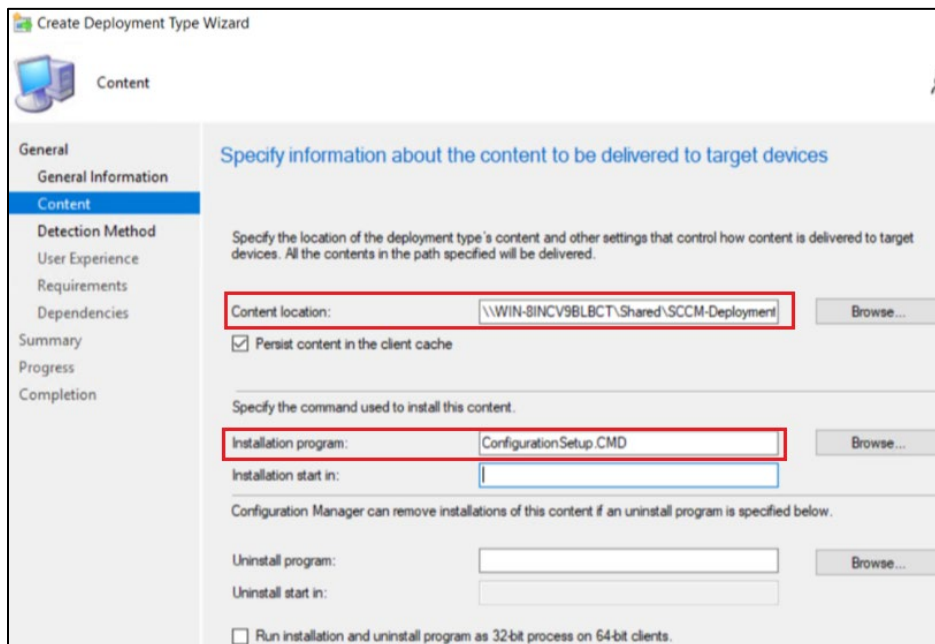 Create Deployment Type Wizard
Content
General
General Information
Content
Detection Method
User Experience
Requirements
Dependencies
Summary
Progress
Completion
Specify information about the content to be delivered to target devices
Specify the location of the deployment type's content and other settings that control how content is delivered to target
devices. All the contents in the path specified will be delivered.
Content location: \\WIN-8INCV9BLBCT\Shared\SCCM-Deployment Browse...
Persist content in the client cache
Specify the command used to install this content.
Installation program: ConfigurationSetup.CMD Browse...
Installation start in:
Configuration Manager can remove installations of this content if an uninstall program is specified below.
Uninstall program: Browse...
Uninstall start in:
Run installation and uninstall program as 32-bit process on 64-bit clients.